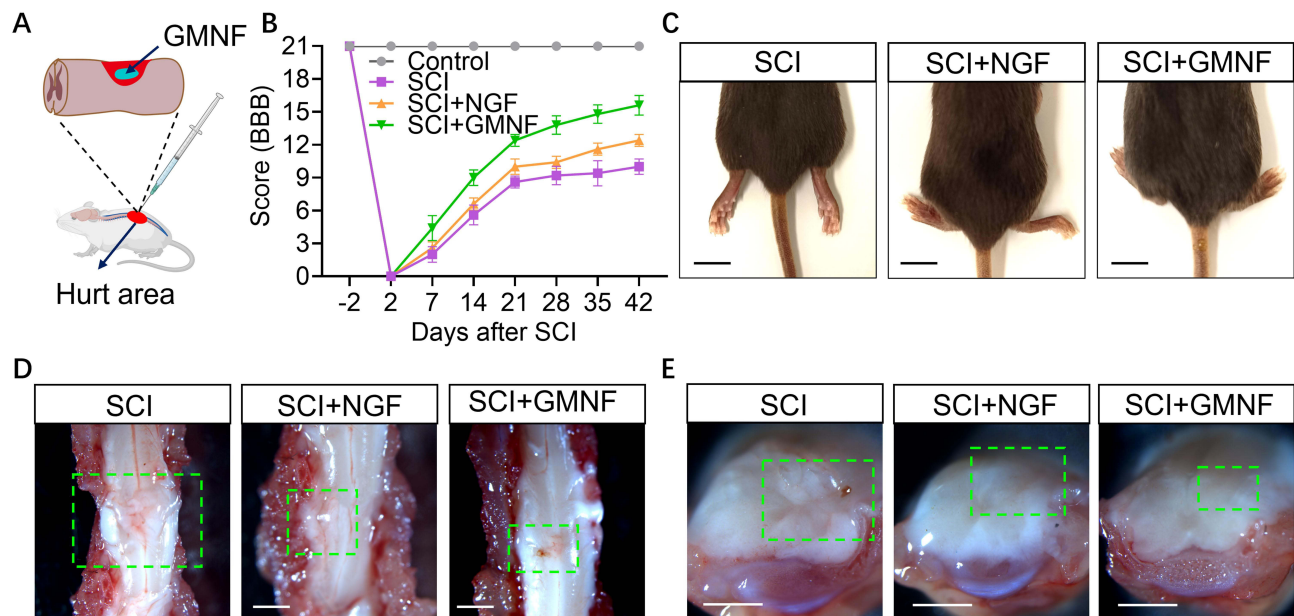 A
GMNF
Hurt area
B
Score (BBB)
21
18
15
12
9
6
3
0
Control
SCI
SCI+NGF
SCI+GMNF
-2 2 7 14 21 28 35 42
Days after SCI
C
SCI
SCI+NGF
SCI+GMNF
D
SCI
SCI+NGF
SCI+GMNF
E
SCI
SCI+NGF
SCI+GMNF